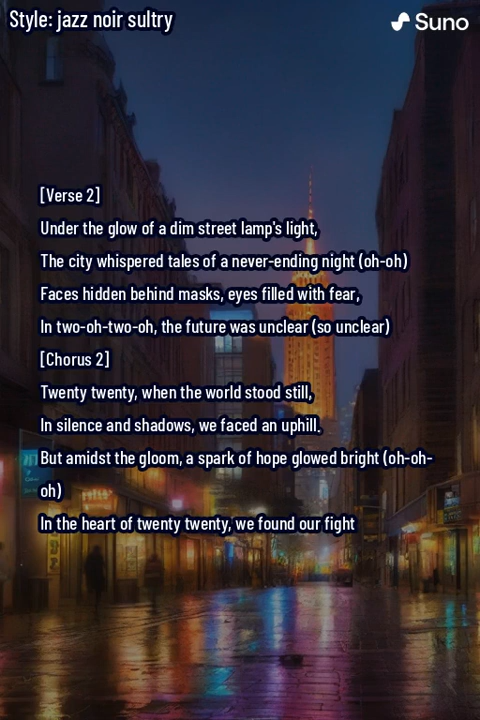 Style: jazz noir sultry
Suno
[Verse 2]
Under the glow of a dim street lamp's light,
The city whispered tales of a never-ending night (oh-oh)
Faces hidden behind masks, eyes filled with fear,
In two-oh-two-oh, the future was unclear (so unclear)
[Chorus 2]
Twenty twenty, when the world stood still,
In silence and shadows, we faced an uphill.
But amidst the gloom, a spark of hope glowed bright (oh-oh-
oh)
In the heart of twenty twenty, we found our fight